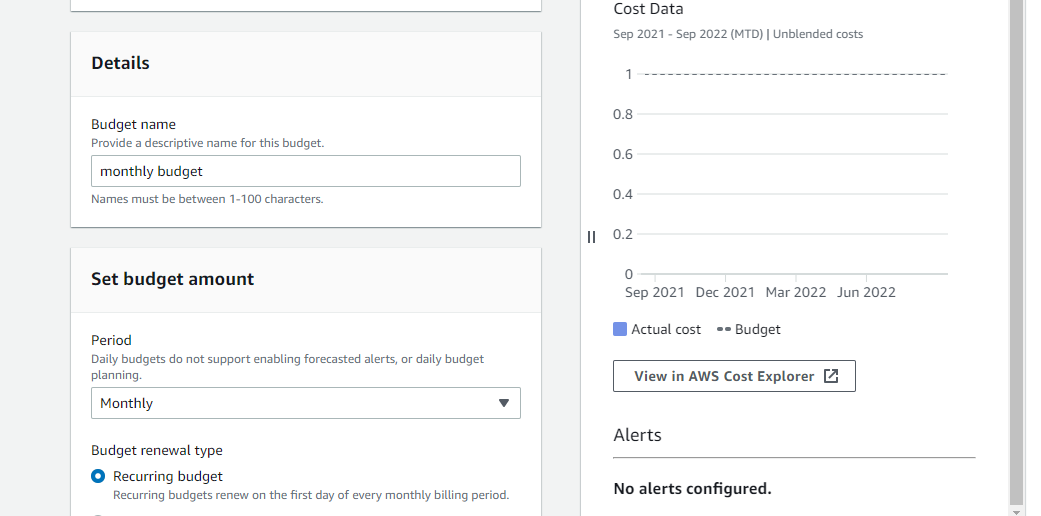 Details
Budget name
Provide a descriptive name for this budget.
monthly budget
Names must be between 1-100 characters.
Set budget amount
Period
Daily budgets do not support enabling forecasted alerts, or daily budget
planning.
Monthly
Budget renewal type
Recurring budget
Recurring budgets renew on the first day of every monthly billing period.
Cost Data
Sep 2021 - Sep 2022 (MTD) | Unblended costs
1
0.8
0.6
0.4
0.2
0
Sep 2021 Dec 2021 Mar 2022 Jun 2022
Actual cost Budget
View in AWS Cost Explorer
Alerts
No alerts configured.